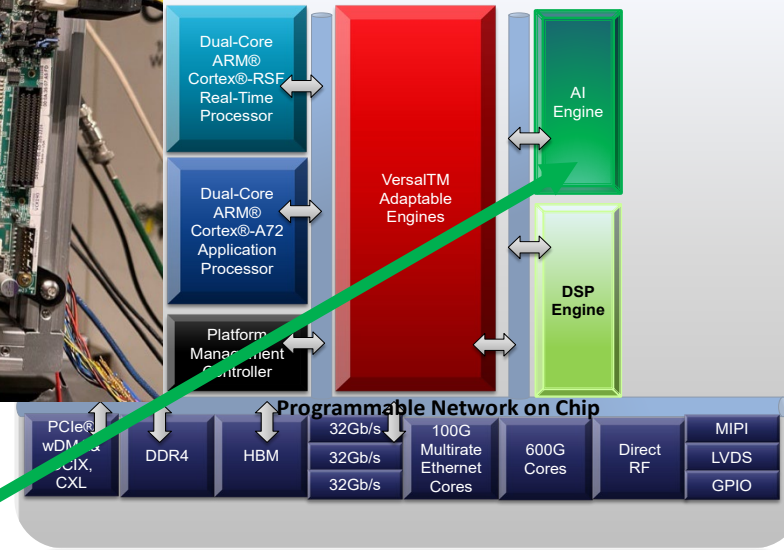 Dual-Core
ARM®
Cortex®-RSF
Real-Time
Processor
Dual-Core
ARM®
Cortex®-A72
Application
Processor
Platform
Management
Controller
VersalTM
Adaptable
Engines
AI
Engine
DSP
Engine
Programmable Network on Chip
PCIe®
&
CXL
DDR4
HBM
32Gb/s
32Gb/s
32Gb/s
100G
Multirate
Ethernet
Cores
600G
Cores
Direct
RF
MIPI
LVDS
GPIO